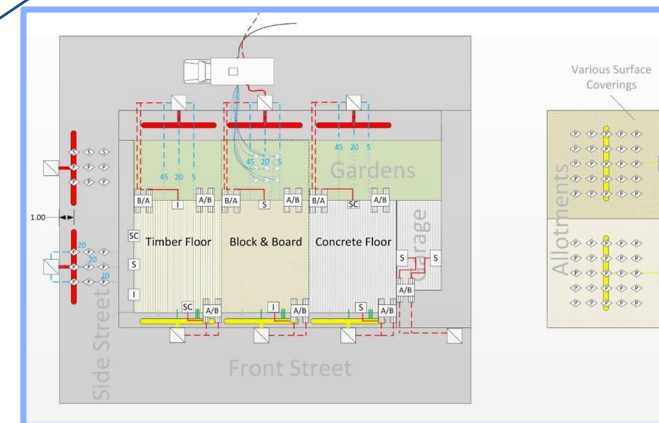 Various Surface
Coverings
45 20 5
45 20 5
45 20 5
Gardens
B/A
I
A/B
B/A
S
A/B
B/A
SC
A/B
1.00
SC
Timber Floor
Block & Board
Concrete Floor
Garage
S
S
S
A/B
I
20
20
20
SC
A/B
I
A/B
S
A/B
Side Street
Front Street
Allotments
P P P P P
P P P P P
P P P P P
P P P P P
P P P P P
P P P P P
P P P P P
P P P P P